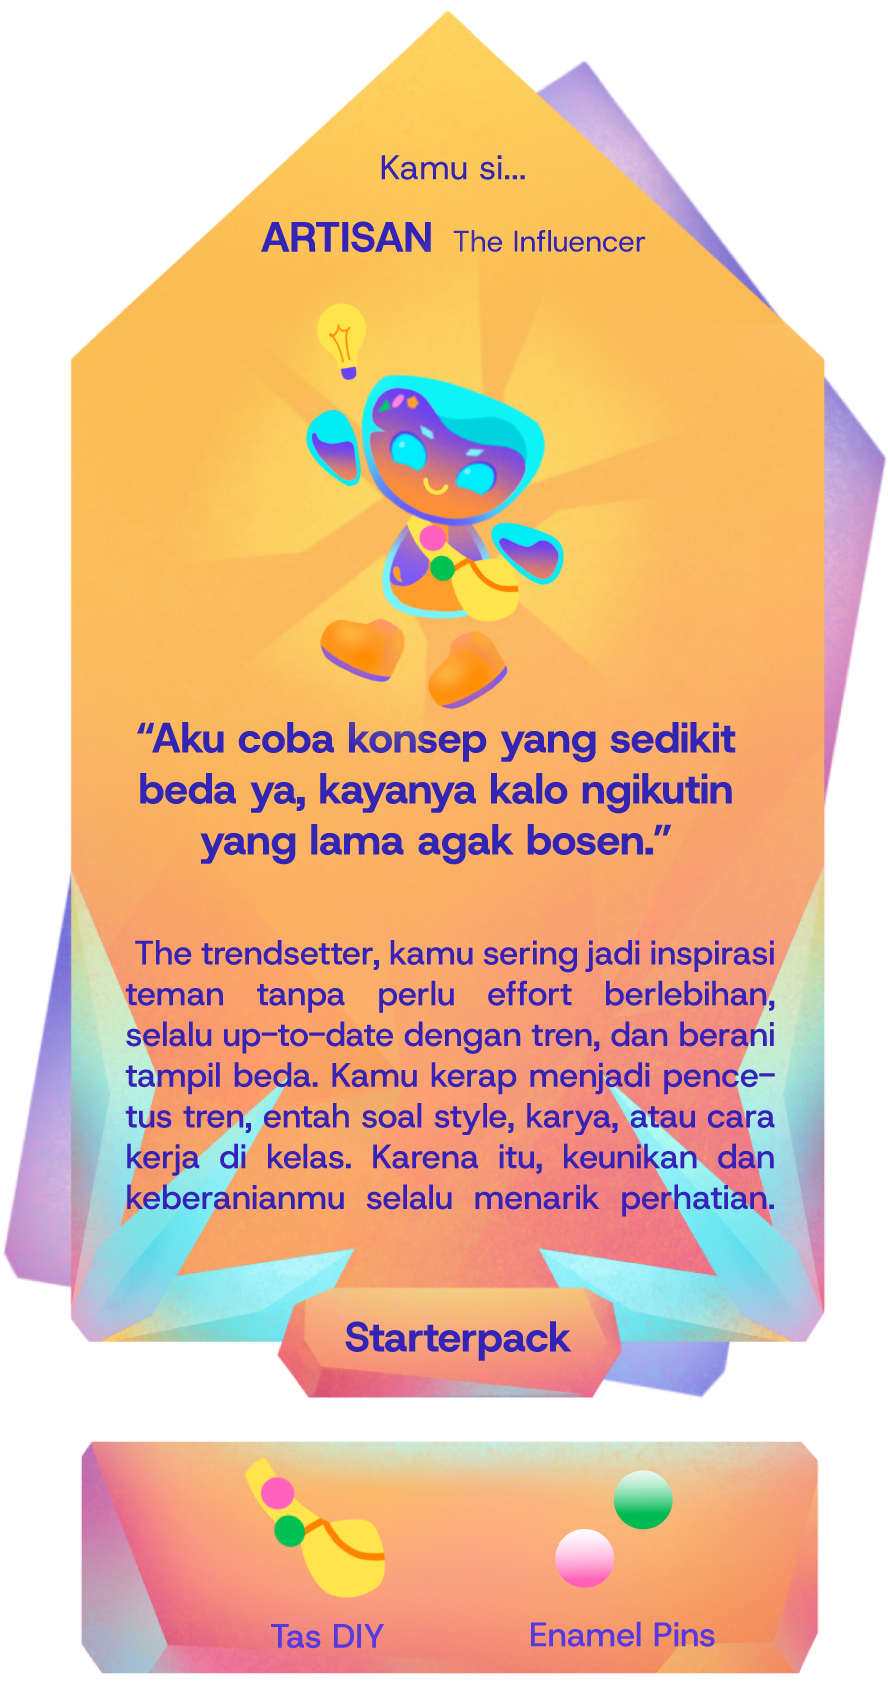 Kamu si...
ARTISAN The Influencer
“Aku coba konsep yang sedikit
beda ya, kayanya kalo ngikutin
yang lama agak bosen.”
The trendsetter, kamu sering jadi inspirasi
teman tanpa perlu effort berlebihan,
selalu up-to-date dengan tren, dan berani
tampil beda. Kamu kerap menjadi pence-
tus tren, entah soal style, karya, atau cara
kerja di kelas. Karena itu, keunikan dan
keberanianmu selalu menarik perhatian.
Starterpack
Tas DIY
Enamel Pins